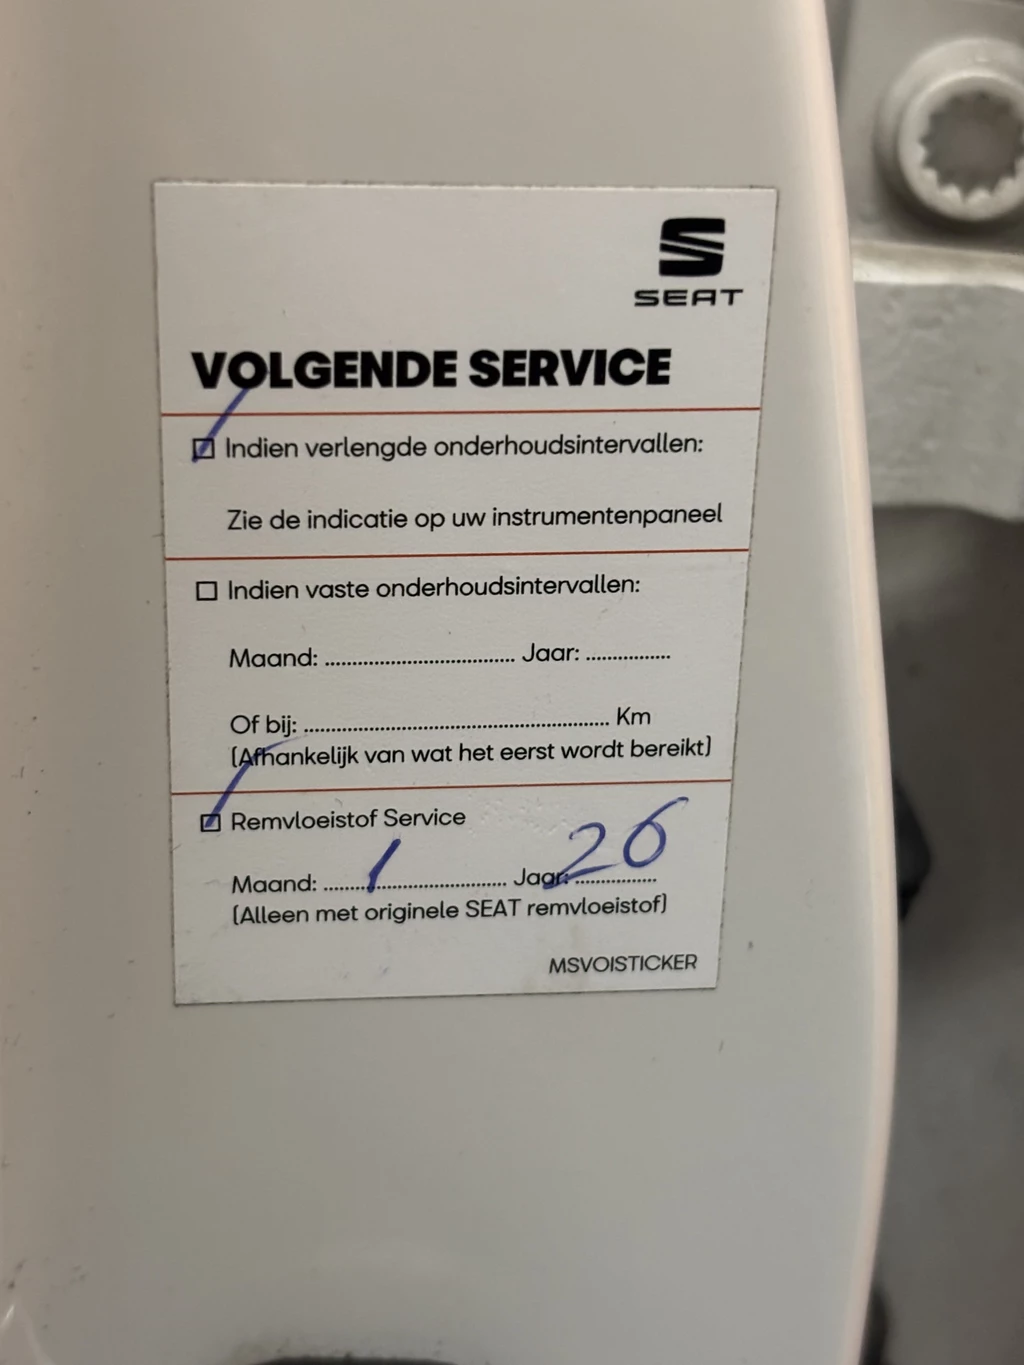 SEAT
VOLGENDE SERVICE
Indien verlengde onderhoudsintervallen:
Zie de indicatie op uw instrumentenpaneel
Indien vaste onderhoudsintervallen:
Maand: ................................ Jaar: ...............
Of bij: .................................................... Km
(Afhankelijk van wat het eerst wordt bereikt)
Remvloeistof Service
Maand: ........1....................... Jaar: 26
(Alleen met originele SEAT remvloeistof)
MSVOISTICKER